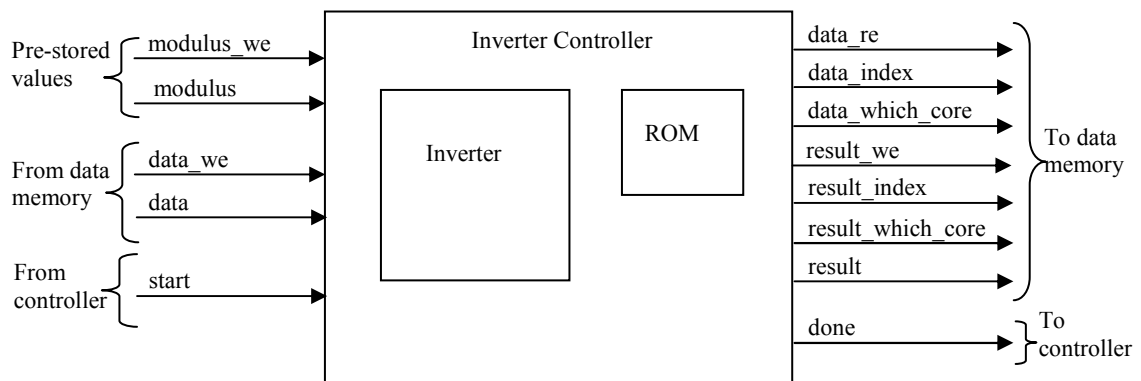 Pre-stored
values
modulus_we
modulus
From data
memory
data_we
data
From
controller
start
Inverter Controller
Inverter
ROM
data_re
data_index
data_which_core
result_we
result_index
result_which_core
result
To data
memory
done
To
controller